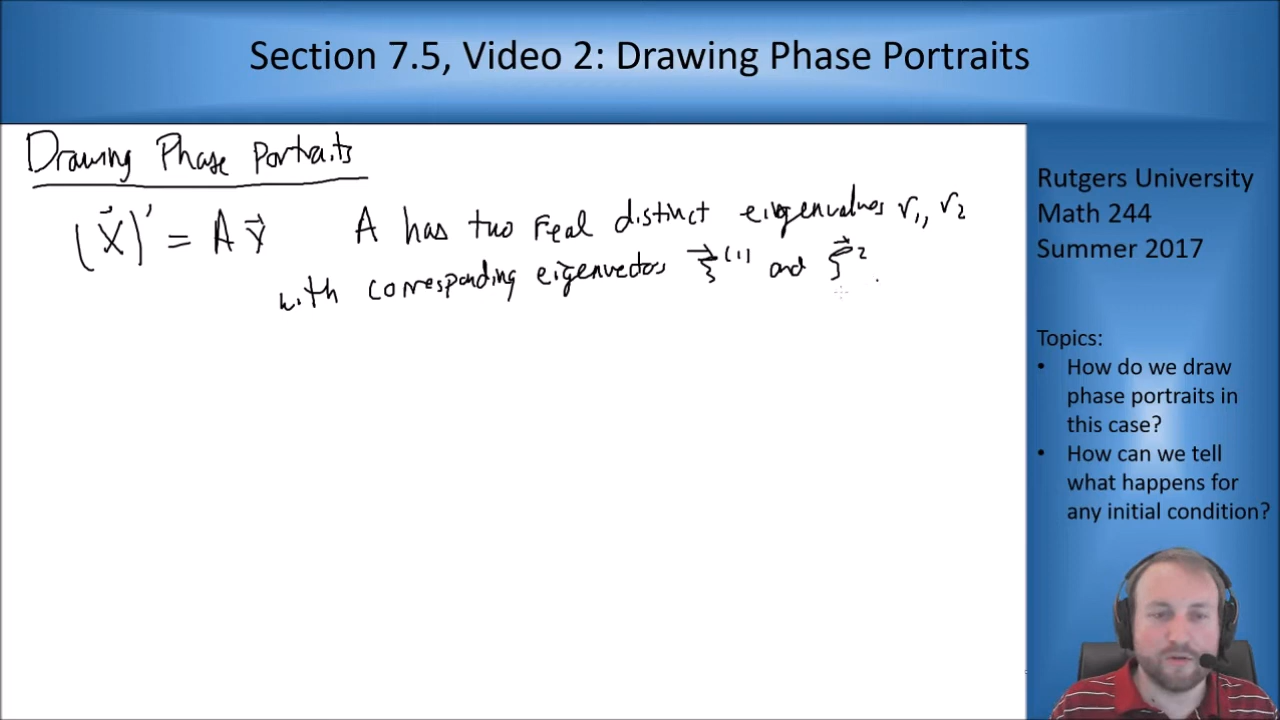 Section 7.5, Video 2: Drawing Phase Portraits
Drawing Phase Portraits
(x⃗)' = A x⃗ A has two real distinct eigenvalues r₁, r₂
with corresponding eigenvectos ξ⃗⁽¹⁾ and ξ⃗² .
Rutgers University
Math 244
Summer 2017
Topics:
• How do we draw
phase portraits in
this case?
• How can we tell
what happens for
any initial condition?